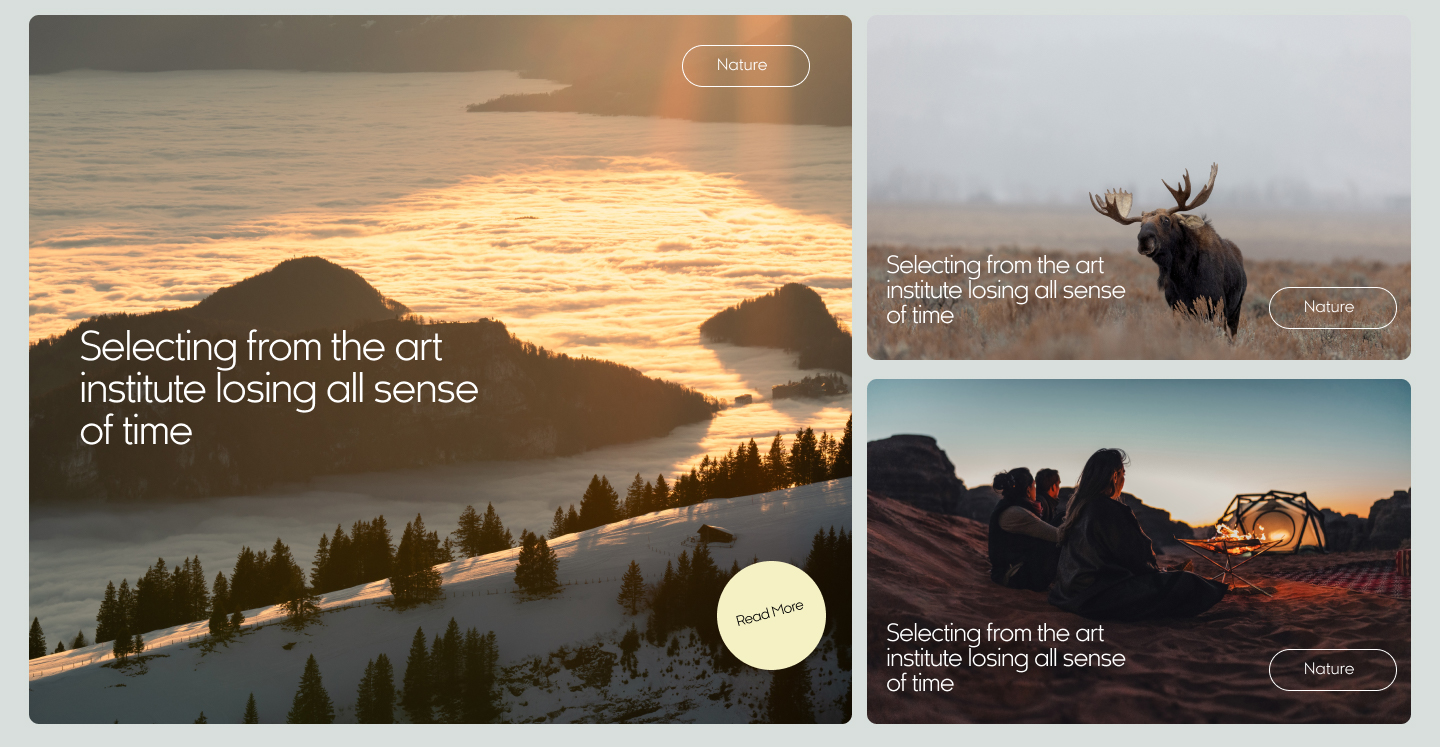 Nature
Selecting from the art
institute losing all sense
of time
Read More
Selecting from the art
institute losing all sense
of time
Nature
Selecting from the art
institute losing all sense
of time
Nature